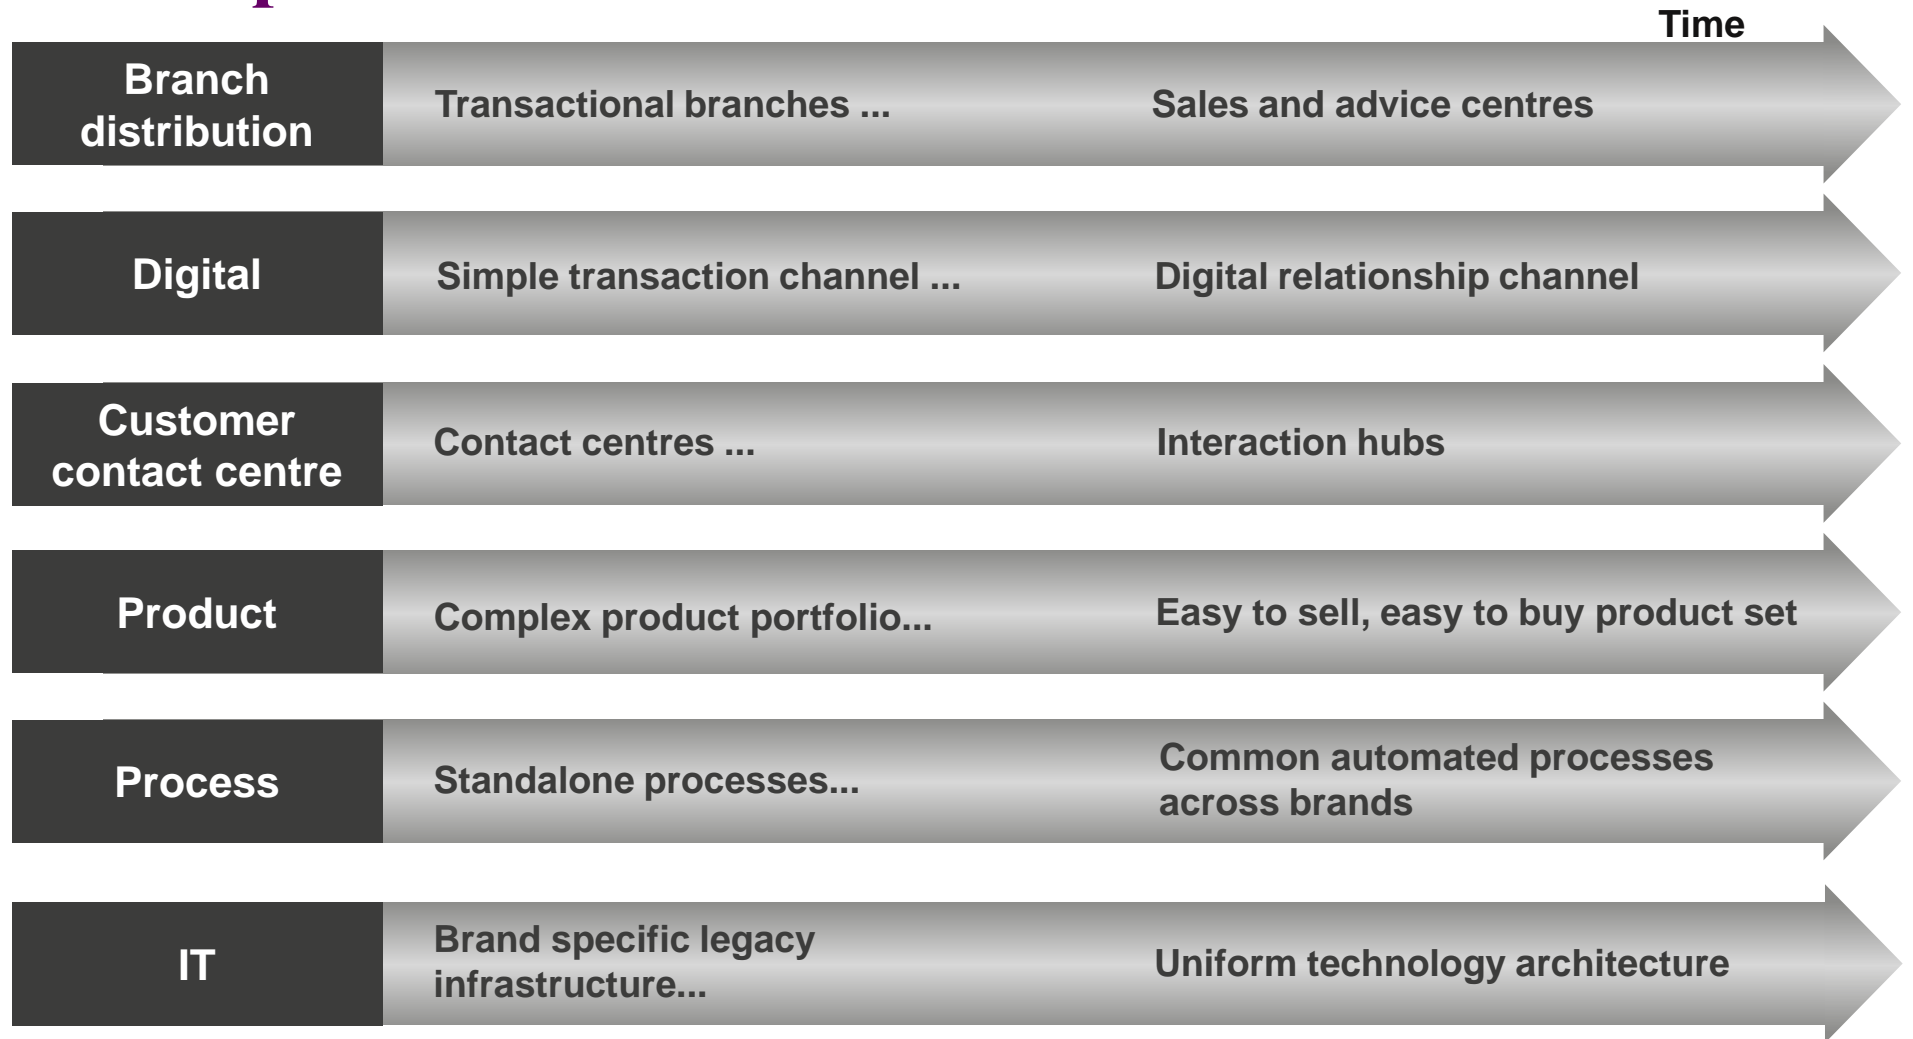 Time
Branch
distribution
Transactional branches ...
Sales and advice centres
Digital
Simple transaction channel ...
Digital relationship channel
Customer
contact centre
Contact centres ...
Interaction hubs
Product
Complex product portfolio...
Easy to sell, easy to buy product set
Process
Standalone processes...
Common automated processes
across brands
IT
Brand specific legacy
infrastructure...
Uniform technology architecture